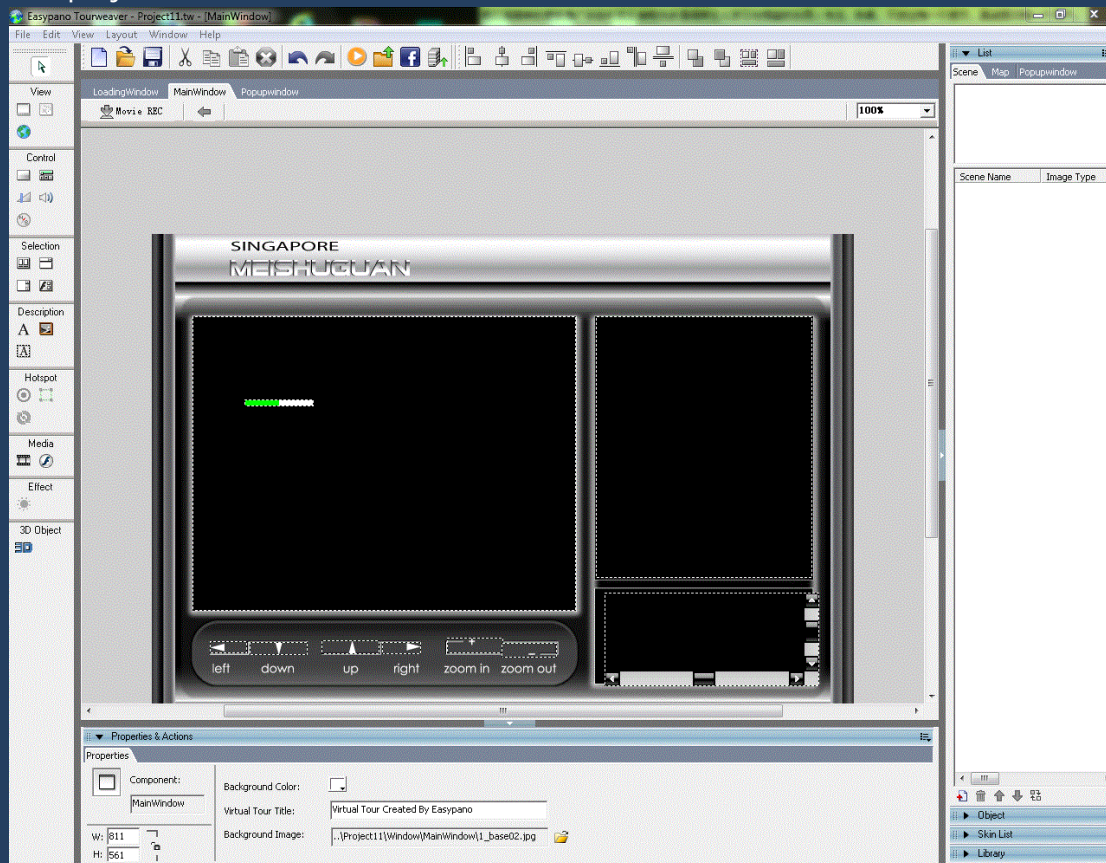 Easypano Tourweaver - Project11.tw - [MainWindow]
File Edit View Layout Window Help
View
Control
Selection
Description
Hotspot
Media
Effect
3D Object
3D
LoadingWindow MainWindow Popupwindow
Movie REC
100%
SINGAPORE
MEISHUGUAN
left down up right zoom in zoom out
Properties & Actions
Properties
Component:
MainWindow
W: 811
H: 561
Background Color:
Virtual Tour Title: Virtual Tour Created By Easypano
Background Image: ..\Project11\Window\MainWindow\1_base02.jpg
List
Scene Map Popupwindow
Scene Name Image Type
Object
Skin List
Library